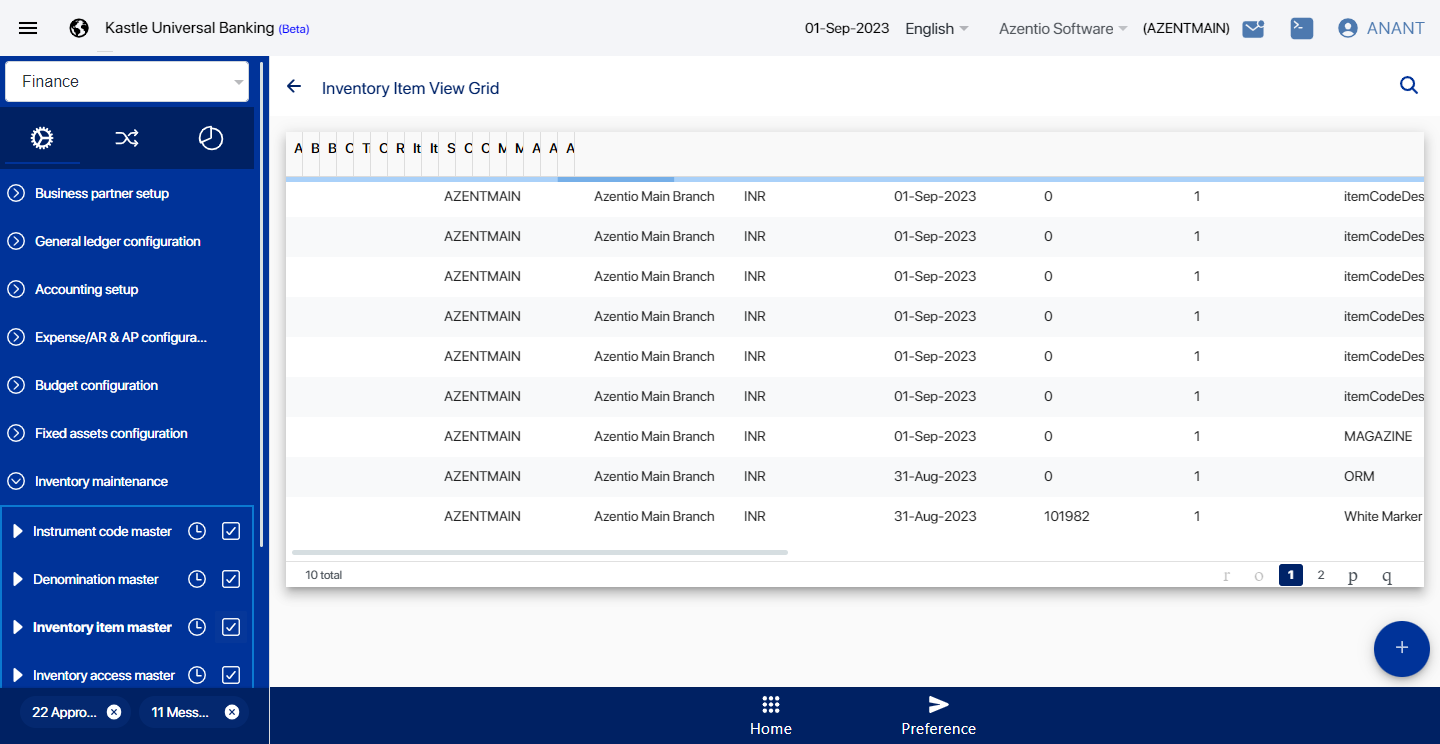 Kastle Universal Banking (Beta)
01-Sep-2023 English Azentio Software (AZENTMAIN) ANANT
Finance
Inventory Item View Grid
A B B C T C R It It S C C M M A A A
Business partner setup
General ledger configuration
Accounting setup
Expense/AR & AP configura...
Budget configuration
Fixed assets configuration
Inventory maintenance
Instrument code master
Denomination master
Inventory item master
Inventory access master
22 Appro... 11 Mess...
AZENTMAIN Azentio Main Branch INR 01-Sep-2023 0 1 itemCodeDes
AZENTMAIN Azentio Main Branch INR 01-Sep-2023 0 1 itemCodeDes
AZENTMAIN Azentio Main Branch INR 01-Sep-2023 0 1 itemCodeDes
AZENTMAIN Azentio Main Branch INR 01-Sep-2023 0 1 itemCodeDes
AZENTMAIN Azentio Main Branch INR 01-Sep-2023 0 1 itemCodeDes
AZENTMAIN Azentio Main Branch INR 01-Sep-2023 0 1 itemCodeDes
AZENTMAIN Azentio Main Branch INR 01-Sep-2023 0 1 MAGAZINE
AZENTMAIN Azentio Main Branch INR 31-Aug-2023 0 1 ORM
AZENTMAIN Azentio Main Branch INR 31-Aug-2023 101982 1 White Marker
10 total r o 1 2 p q
Home Preference